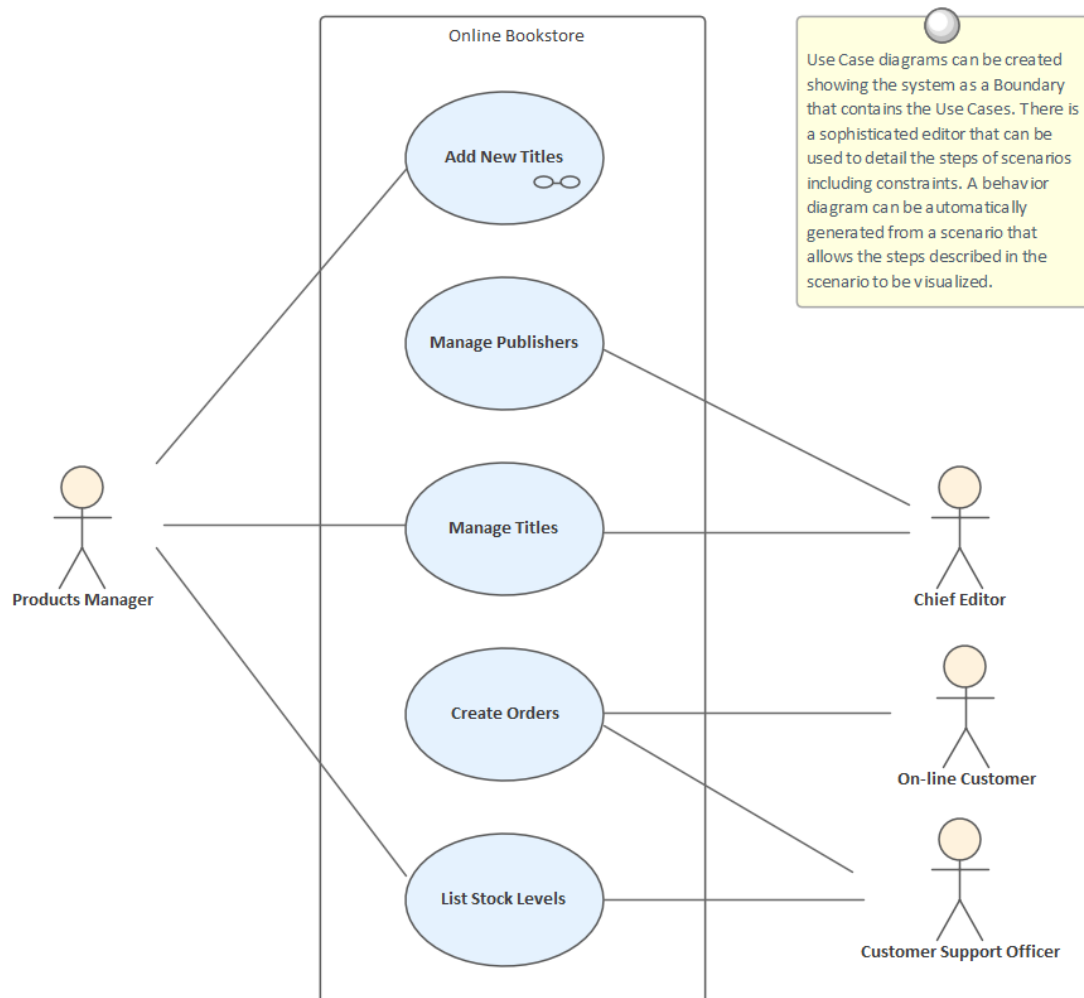 Online Bookstore
Use Case diagrams can be created
showing the system as a Boundary
that contains the Use Cases. There is
a sophisticated editor that can be
used to detail the steps of scenarios
including constraints. A behavior
diagram can be automatically
generated from a scenario that
allows the steps described in the
scenario to be visualized.
Add New Titles
Manage Publishers
Manage Titles
Products Manager
Chief Editor
Create Orders
On-line Customer
List Stock Levels
Customer Support Officer